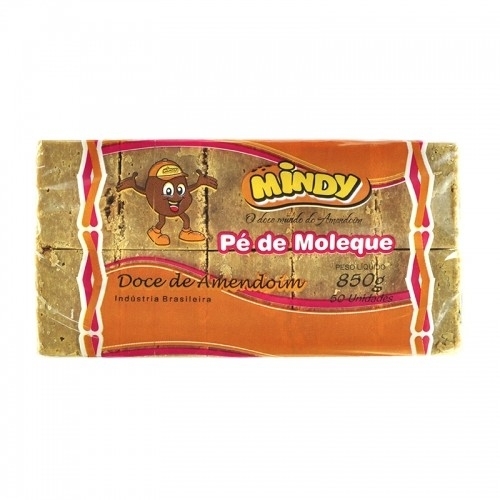 MINDY
O doce mundo do Amendoim
Pé de Moleque
Doce de Amendoim
Indústria Brasileira
PESO LÍQUIDO
850g
50 Unidades